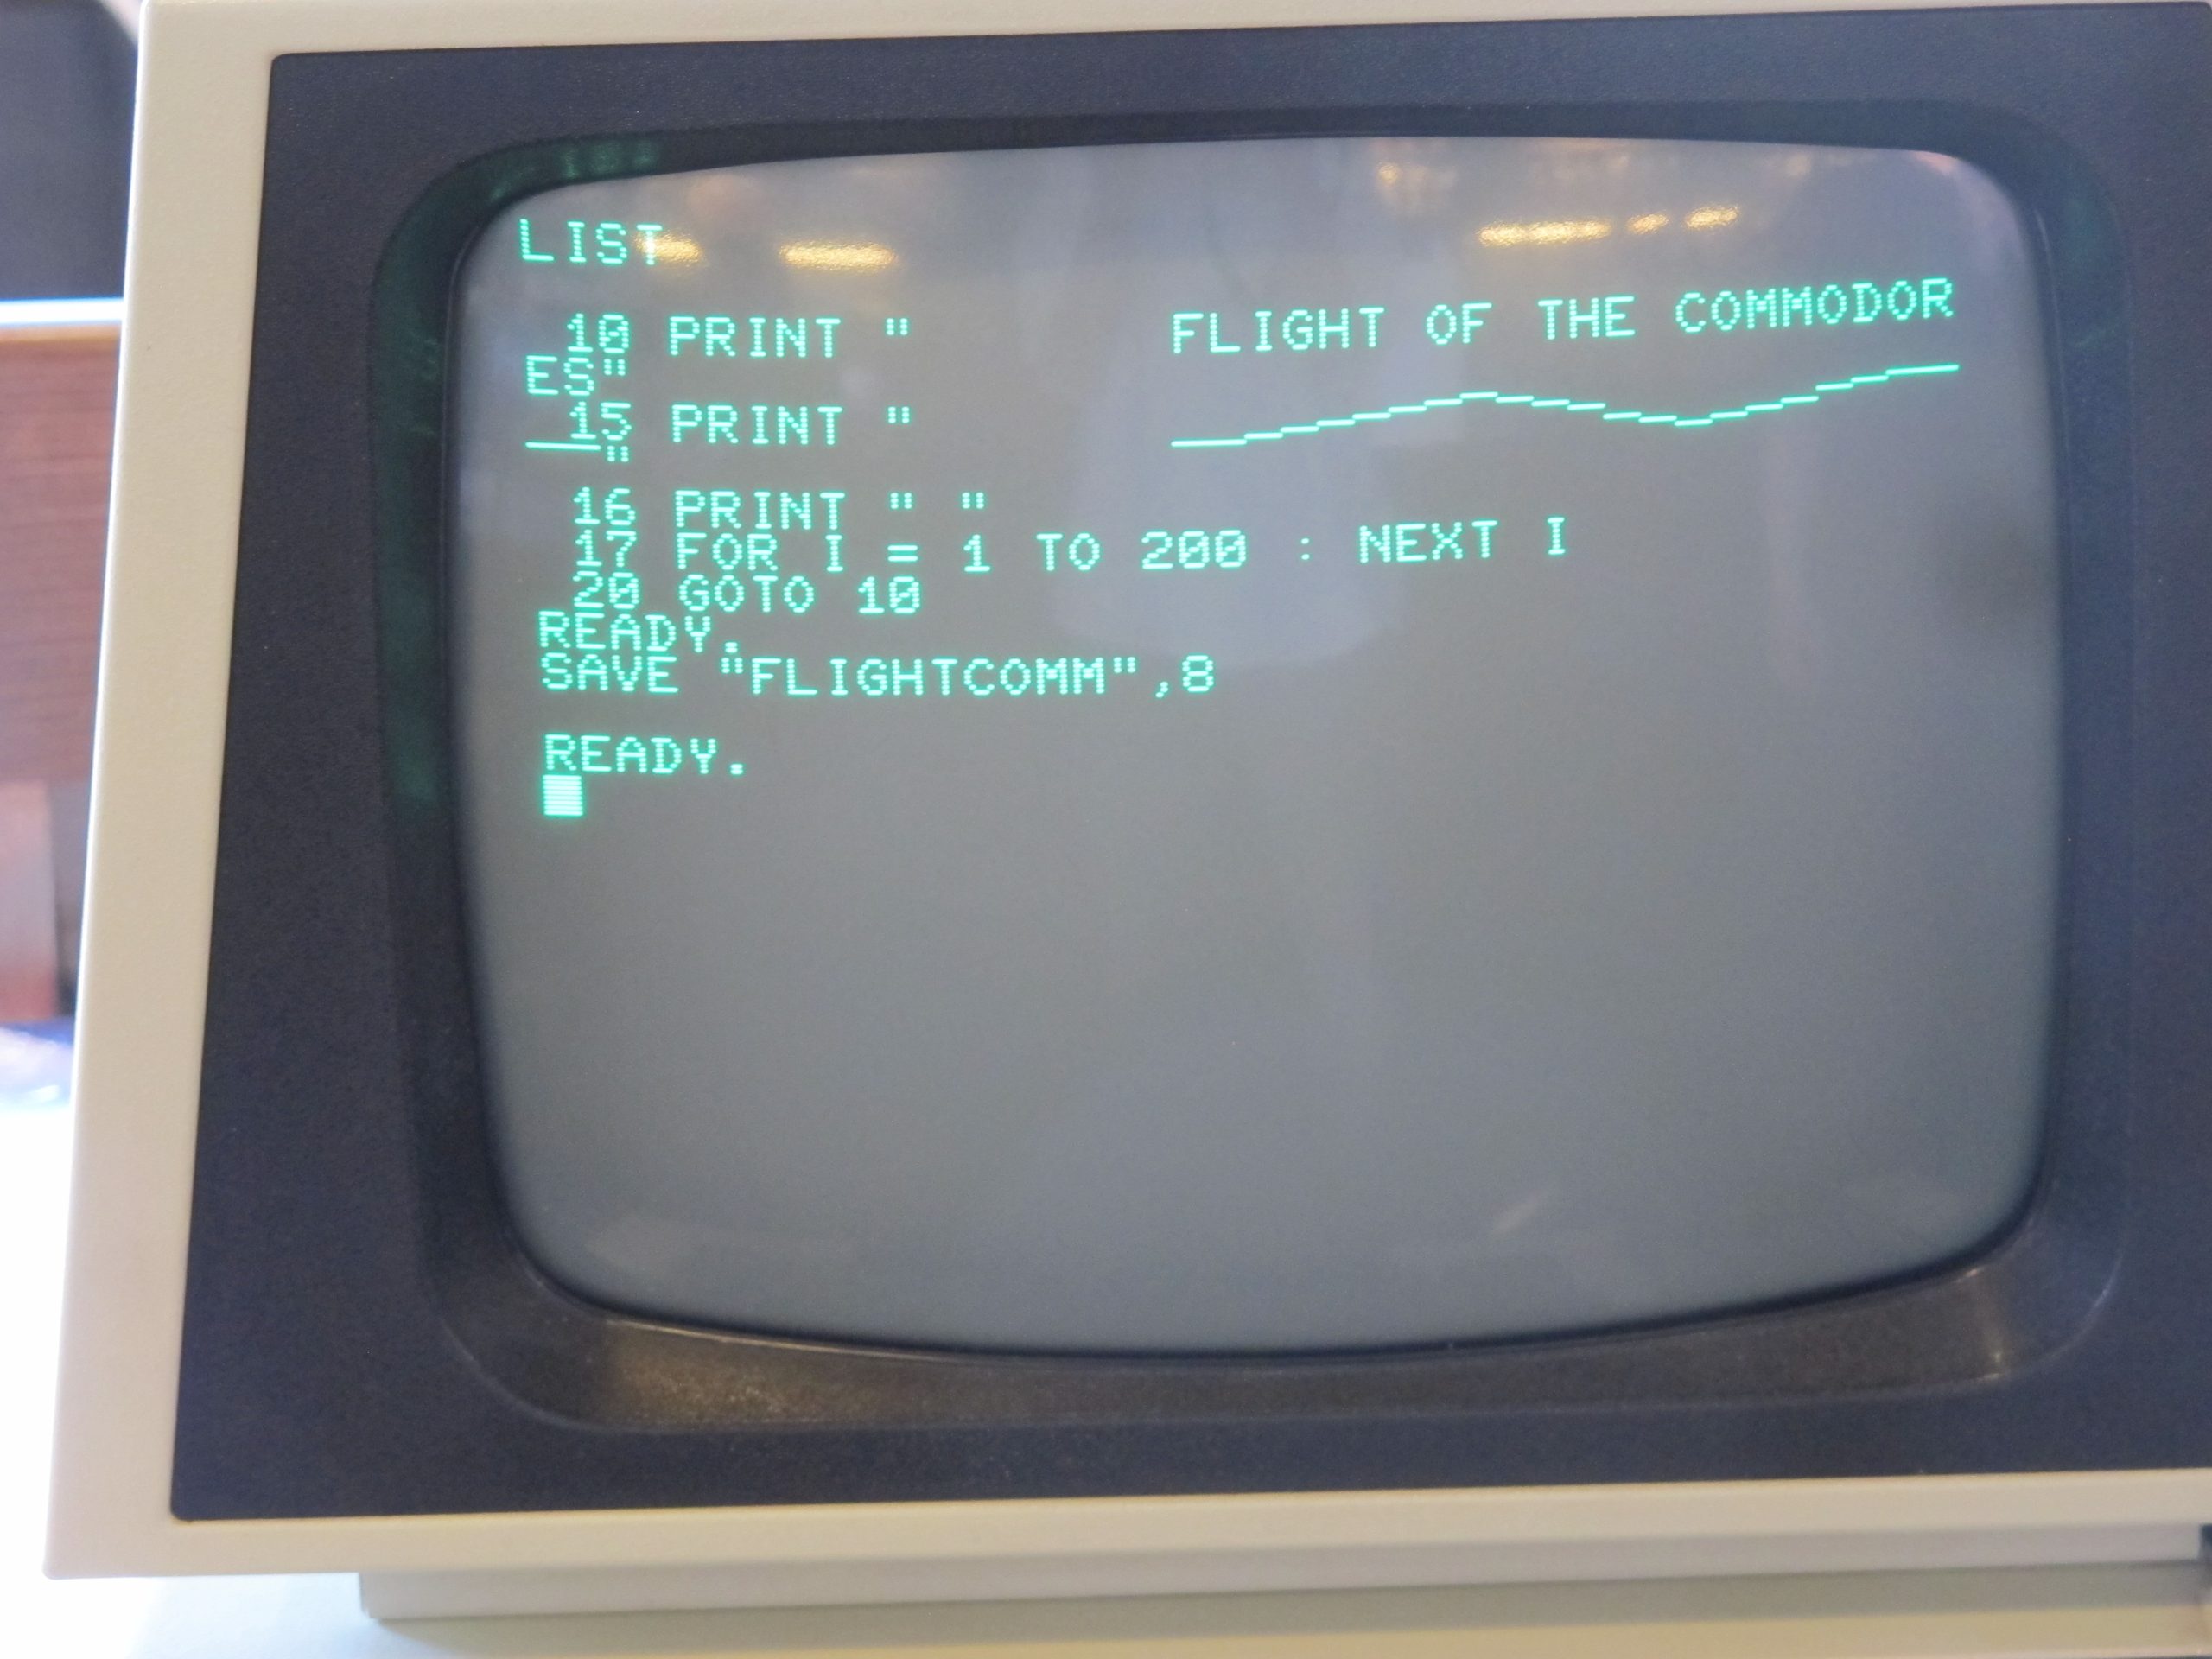 LIST
10 PRINT "       FLIGHT OF THE COMMODOR
ES"
15 PRINT "
"
16 PRINT " "
17 FOR I = 1 TO 200 : NEXT I
20 GOTO 10
READY.
SAVE "FLIGHTCOMM",8
READY.